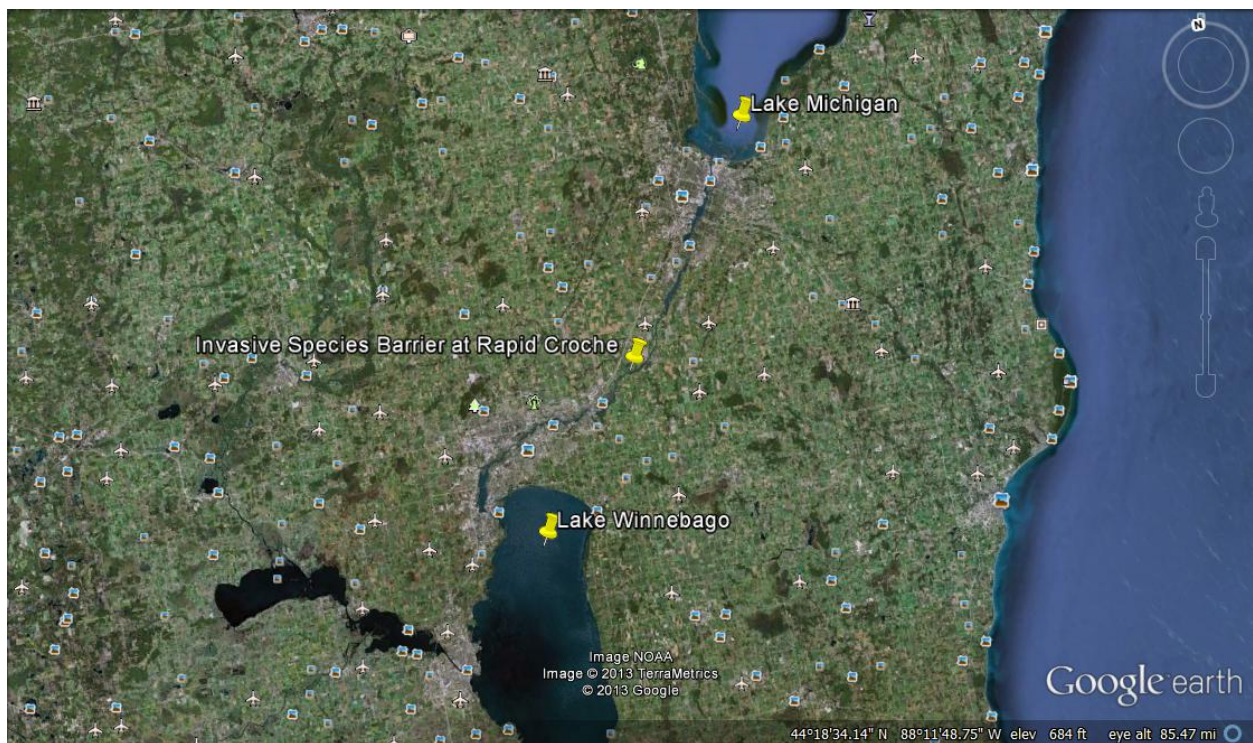 N
Lake Michigan
Invasive Species Barrier at Rapid Croche
Lake Winnebago
Image NOAA
Image © 2013 TerraMetrics
© 2013 Google
Google earth
44°18'34.14" N 88°11'48.75" W elev 684 ft eye alt 85.47 mi